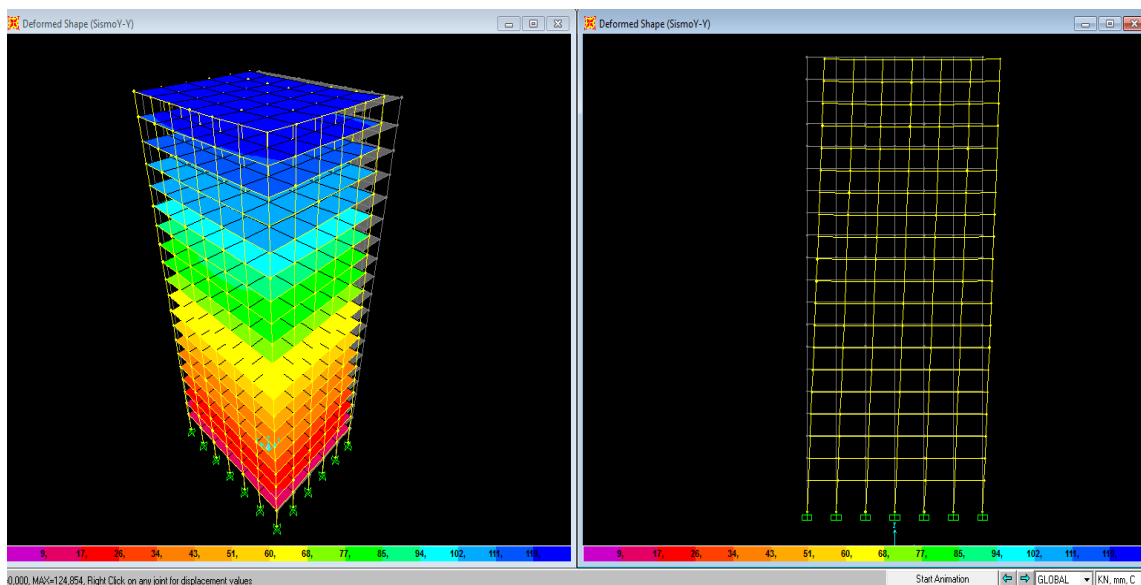 Deformed Shape (SismoY-Y)
Deformed Shape (SismoY-Y)
9, 17, 26, 34, 43, 51, 60, 68, 77, 85, 94, 102, 111,
9, 17, 26, 34, 43, 51, 60, 68, 77, 85, 94, 102, 111,
0,000, MAX=124,854, Right Click on any joint for displacement values
Start Animation
GLOBAL
KN, mm, C